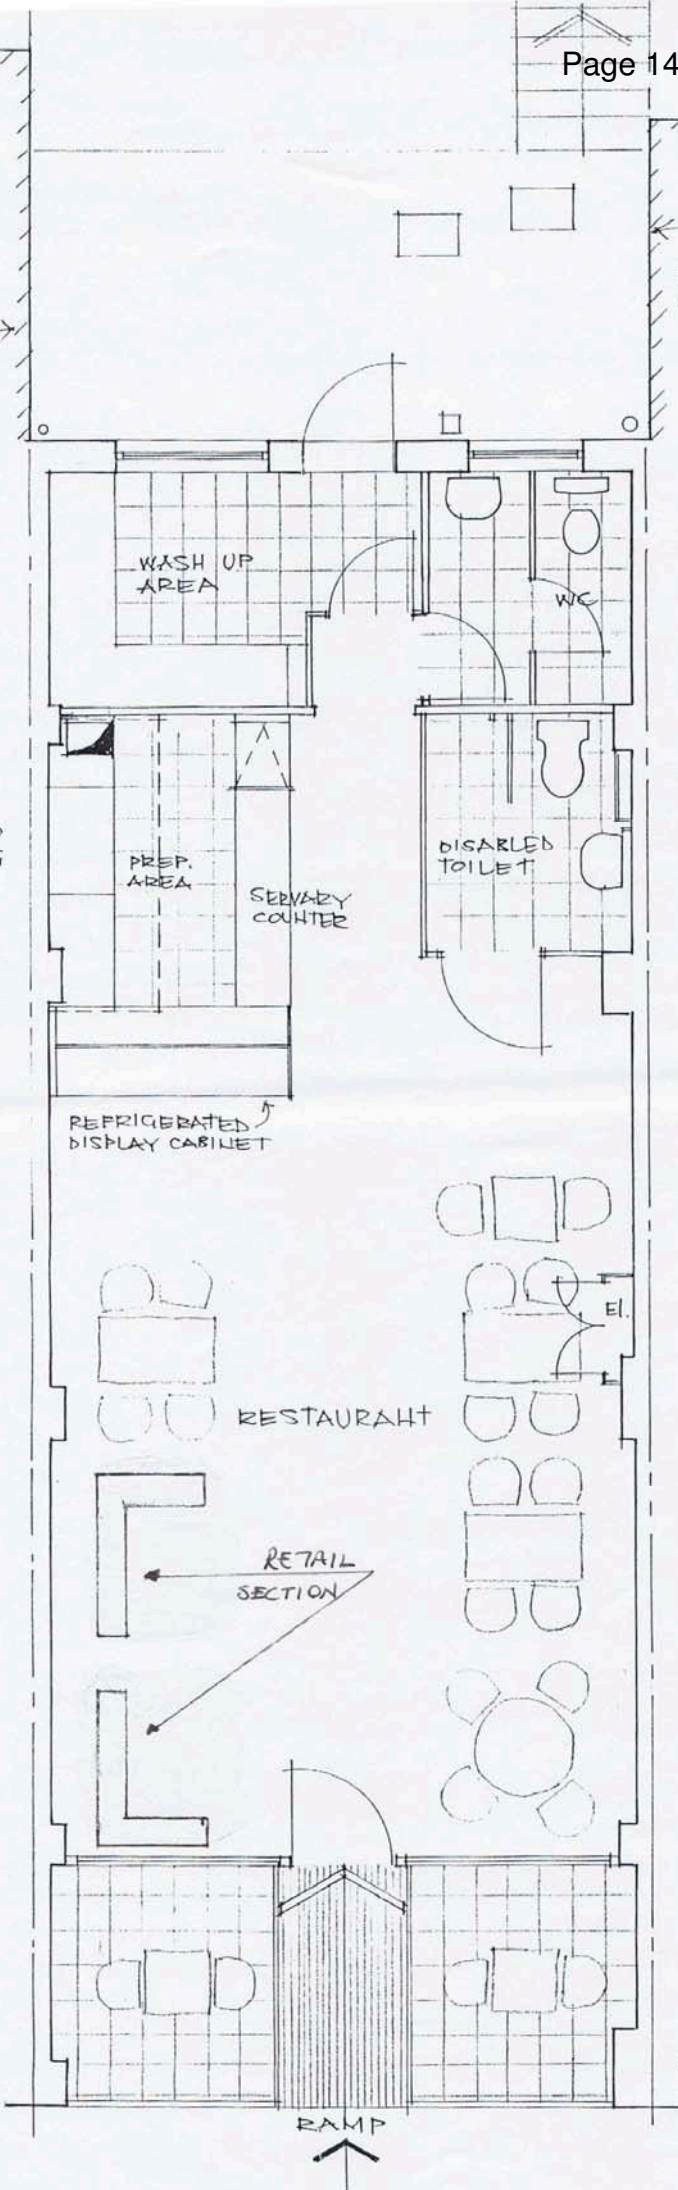 Page 14
WASH UP
AREA
WC
PREP.
AREA
SERVARY
COUNTER
DISABLED
TOILET
REFRIGERATED
DISPLAY CABINET
El.
RESTAURANT
RETAIL
SECTION
RAMP